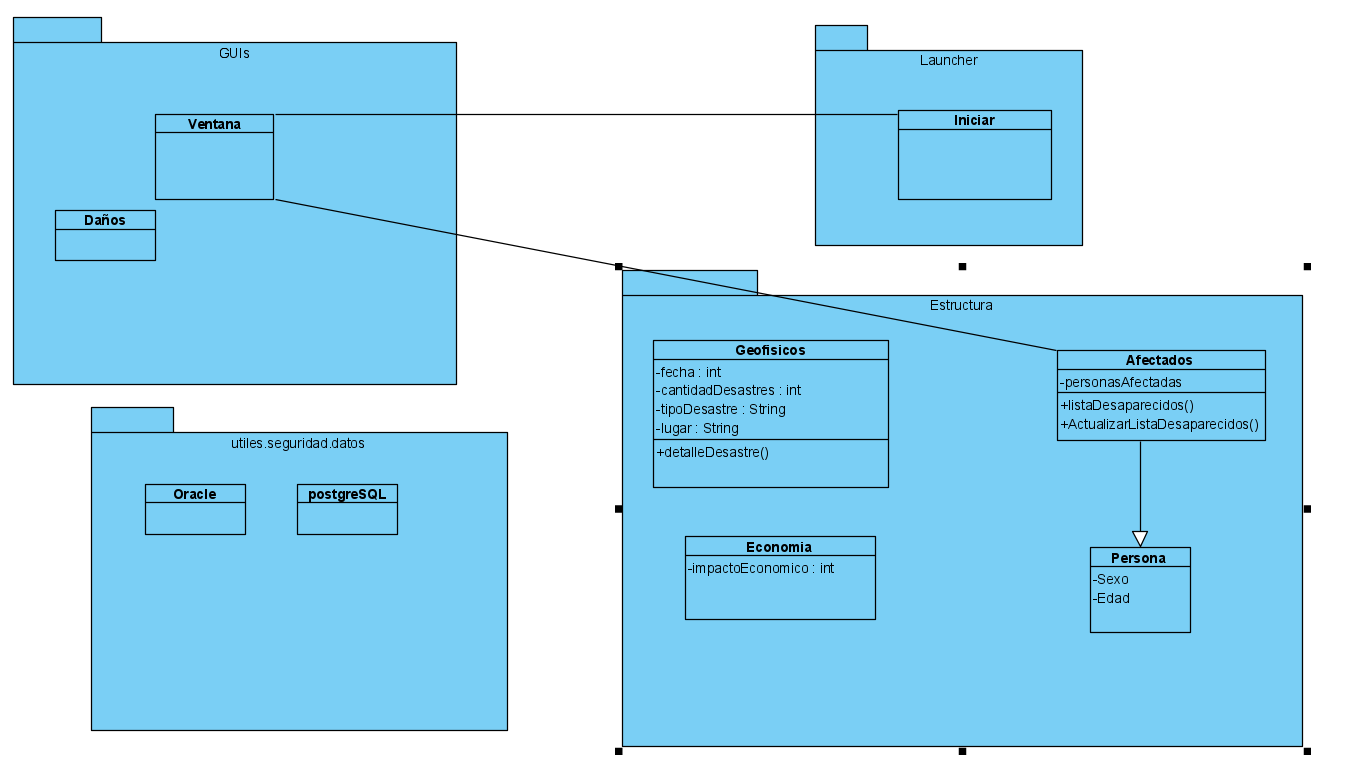 GUIs
Ventana
Daños
Launcher
Iniciar
utiles.seguridad.datos
Oracle
postgreSQL
Estructura
Geofisicos
-fecha : int
-cantidadDesastres : int
-tipoDesastre : String
-lugar : String
+detalleDesastre()
Afectados
-personasAfectadas
+listaDesaparecidos()
+ActualizarListaDesaparecidos()
Economia
-impactoEconomico : int
Persona
-Sexo
-Edad